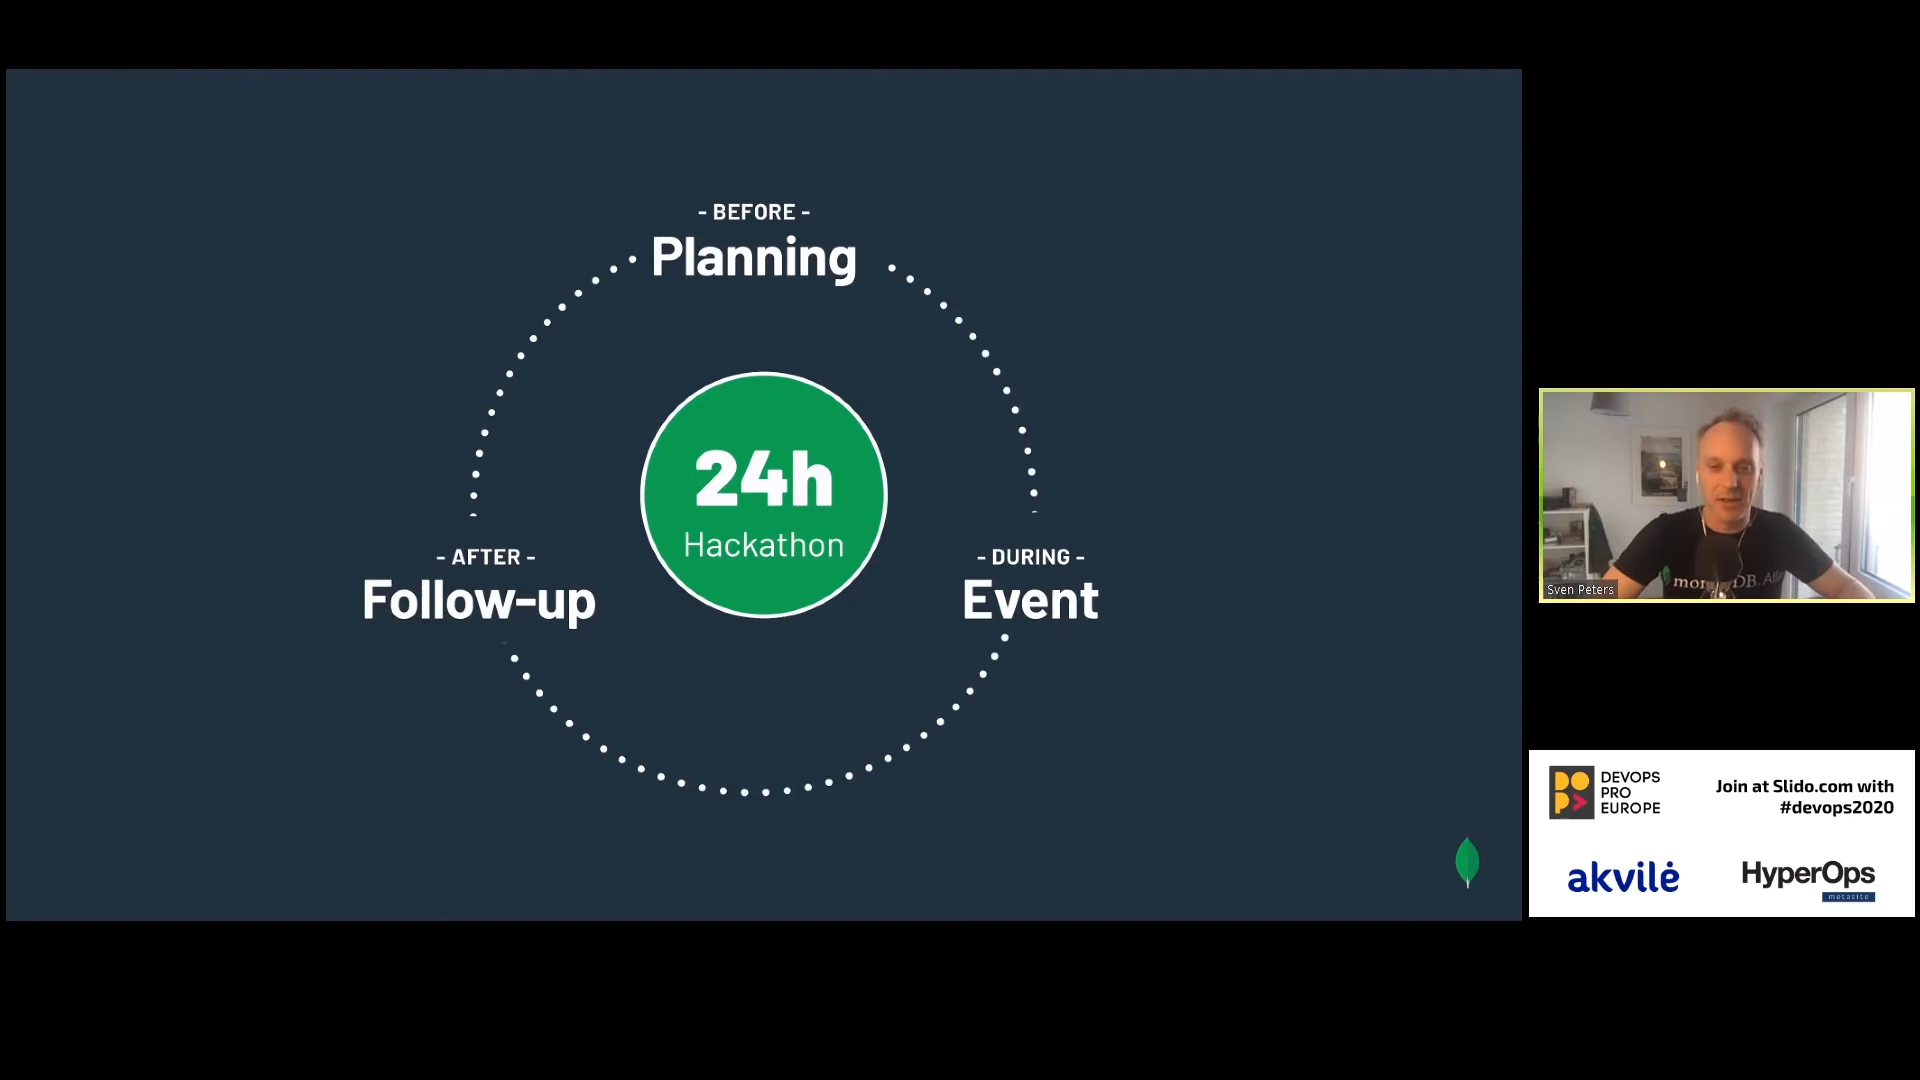 - BEFORE -
Planning
24h
Hackathon
- AFTER -
Follow-up
- DURING -
Event
Sven Peters
DEVOPS
PRO
EUROPE
Join at Slido.com with
#devops2020
akvilė
HyperOps
metasite